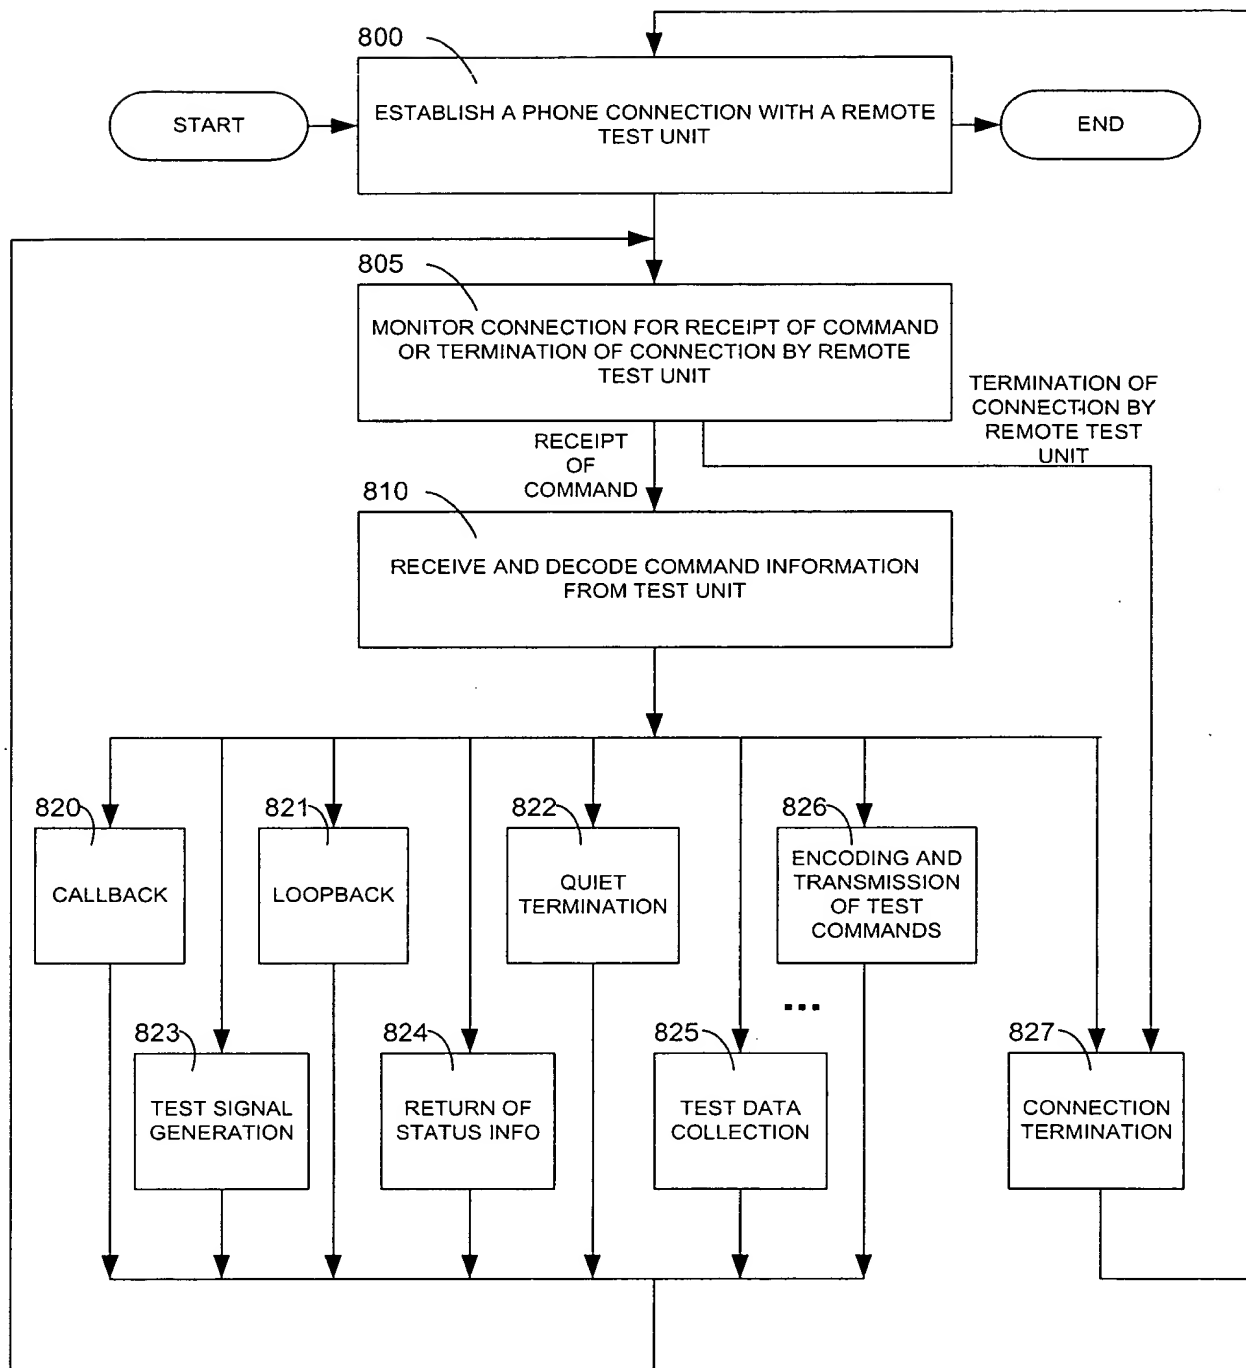 800
START
ESTABLISH A PHONE CONNECTION WITH A REMOTE
TEST UNIT
END
805
MONITOR CONNECTION FOR RECEIPT OF COMMAND
OR TERMINATION OF CONNECTION BY REMOTE
TEST UNIT
TERMINATION OF
CONNECTION BY
REMOTE TEST
UNIT
RECEIPT
OF
COMMAND
810
RECEIVE AND DECODE COMMAND INFORMATION
FROM TEST UNIT
820
CALLBACK
821
LOOPBACK
822
QUIET
TERMINATION
826
ENCODING AND
TRANSMISSION
OF TEST
COMMANDS
...
823
TEST SIGNAL
GENERATION
824
RETURN OF
STATUS INFO
825
TEST DATA
COLLECTION
827
CONNECTION
TERMINATION